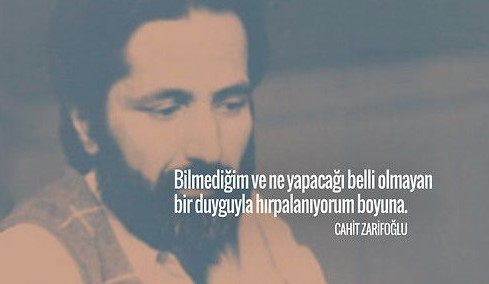 Bilmediğim ve ne yapacağı belli olmayan
bir duyguyla hırpalanıyorum boyuna.
CAHİT ZARİFOĞLU